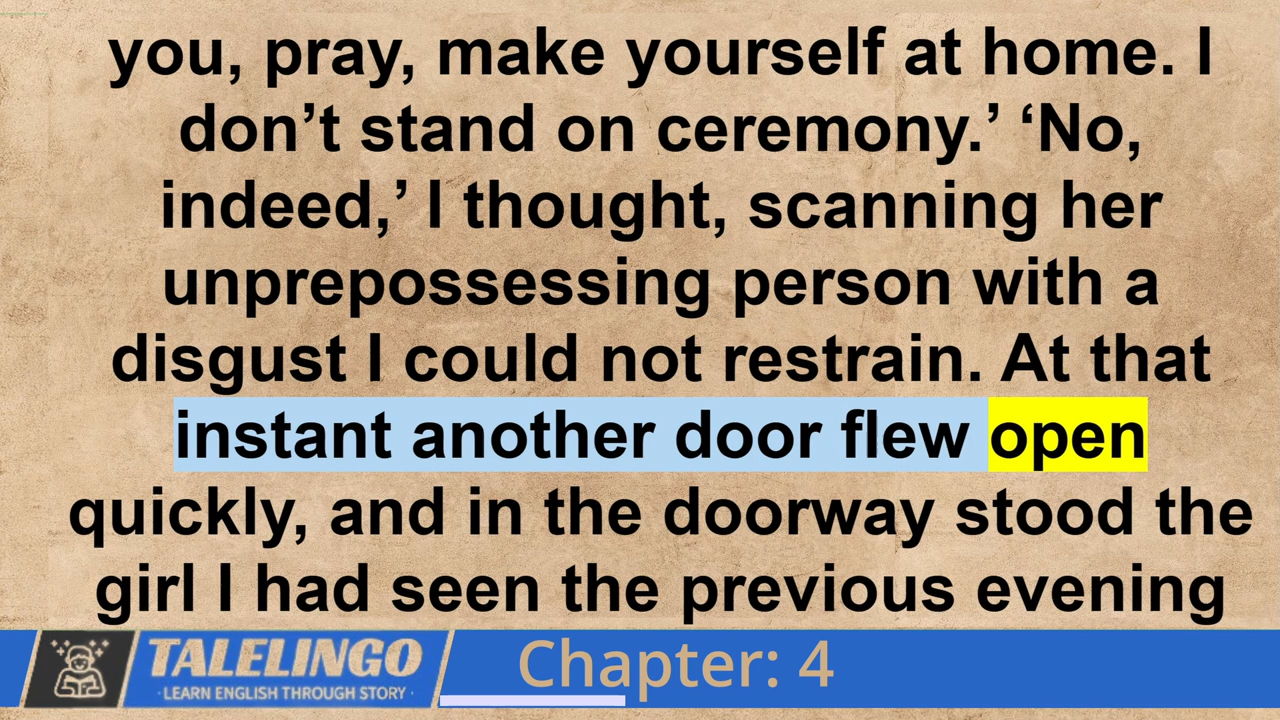 you, pray, make yourself at home. I
don’t stand on ceremony.’ ‘No,
indeed,’ I thought, scanning her
unprepossessing person with a
disgust I could not restrain. At that
instant another door flew open
quickly, and in the doorway stood the
girl I had seen the previous evening
TALELINGO
· LEARN ENGLISH THROUGH STORY ·
Chapter: 4